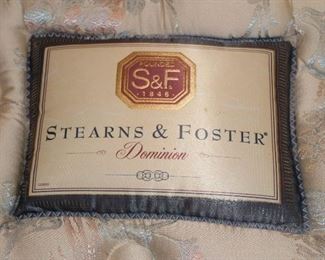 FOUNDED
S&F
• 1846 •
STEARNS & FOSTER®
Dominion